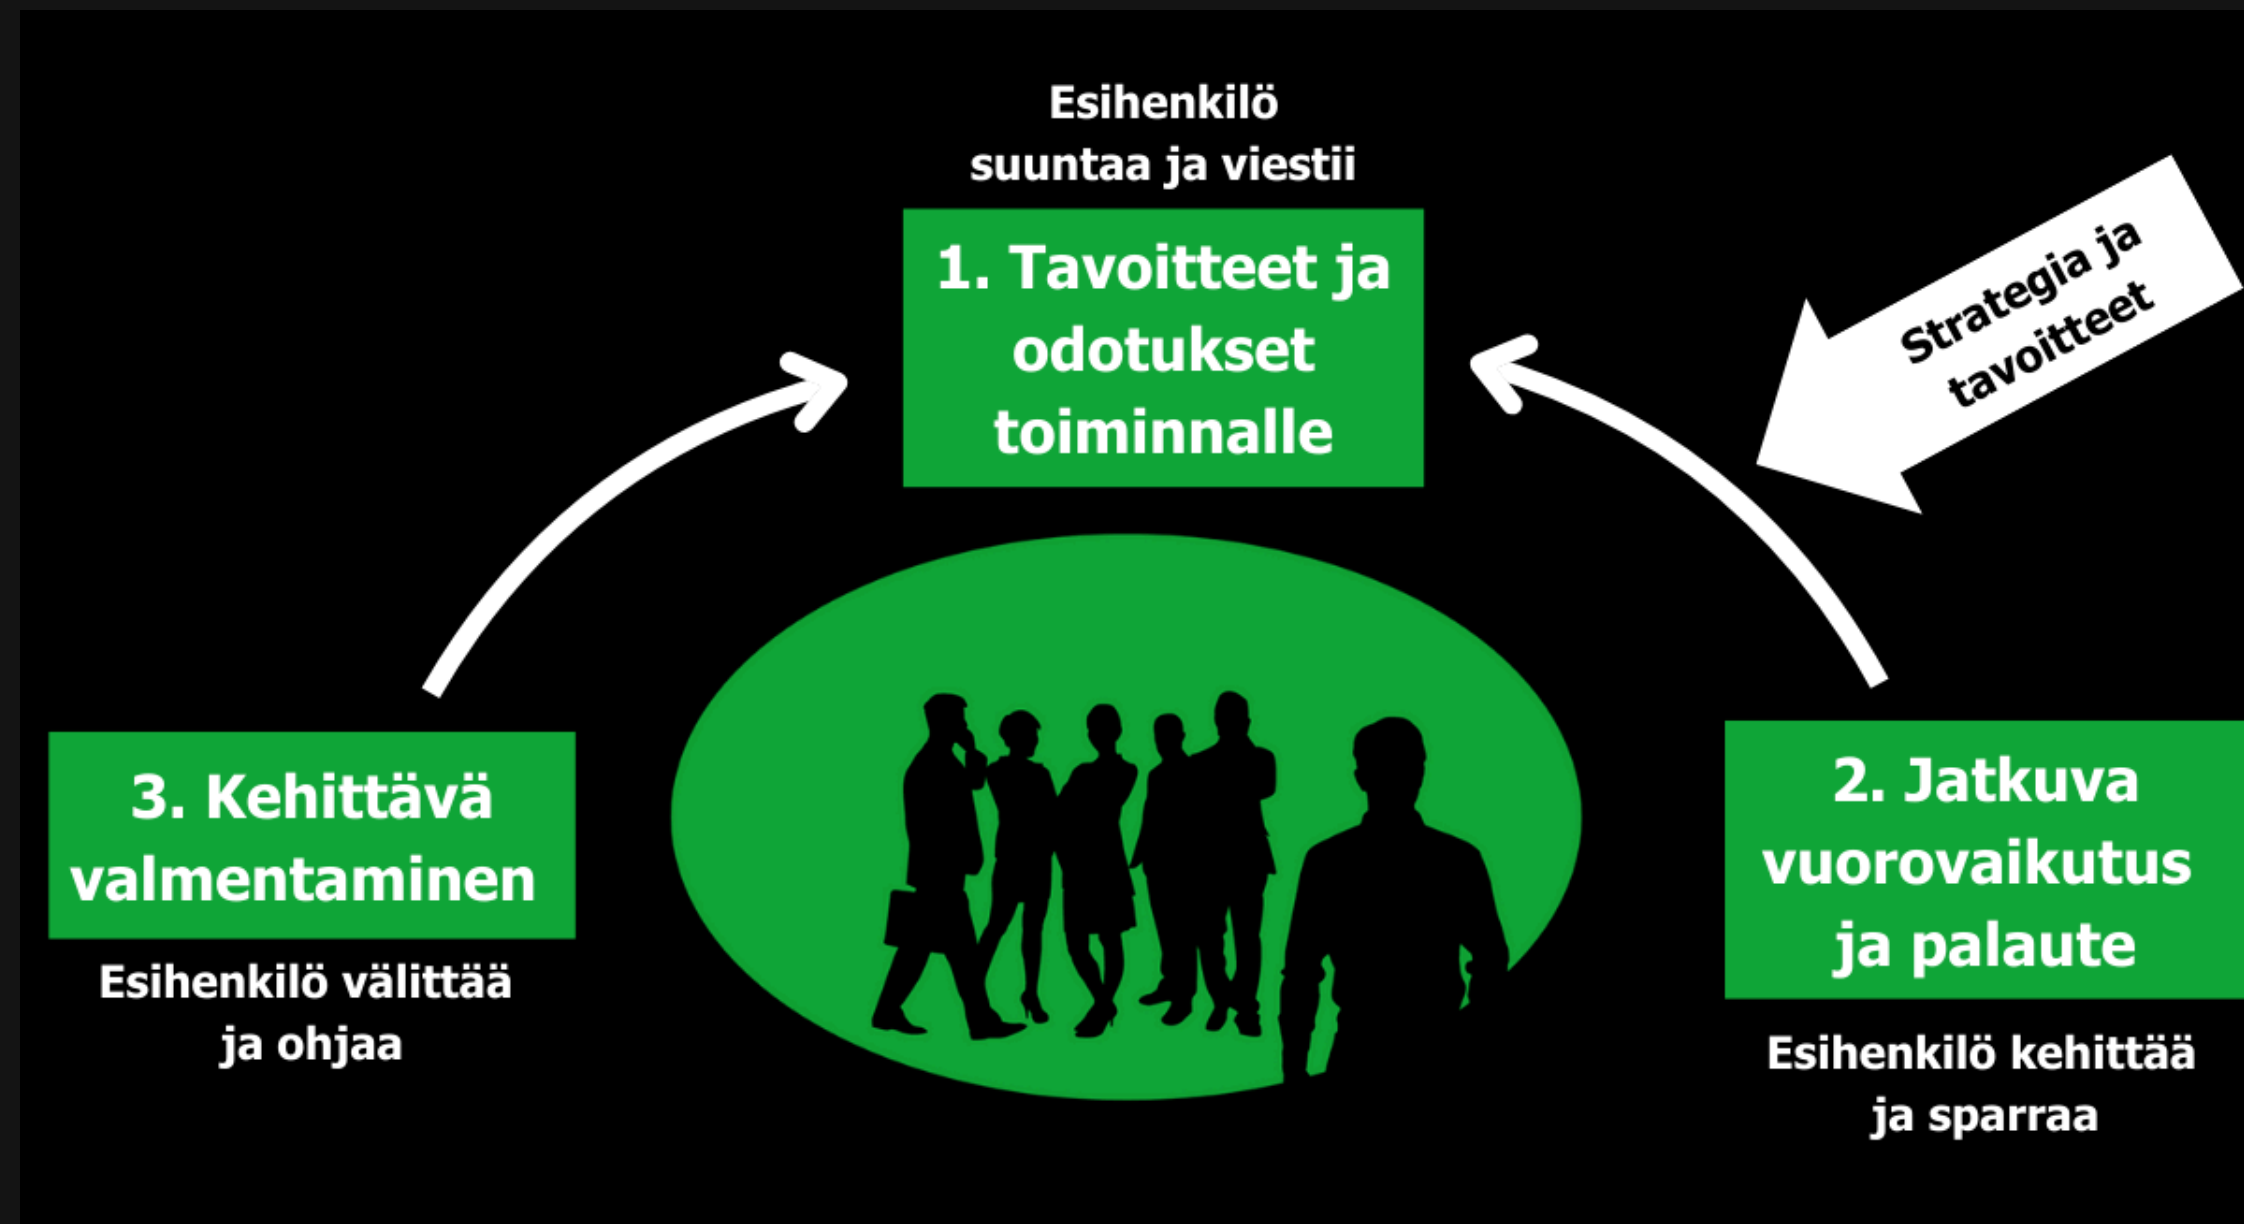 Esihenkilö
suuntaa ja viestii
1. Tavoitteet ja
odotukset
toiminnalle
Strategia ja
tavoitteet
2. Jatkuva
vuorovaikutus
ja palaute
Esihenkilö kehittää
ja sparraa
3. Kehittävä
valmentaminen
Esihenkilö välittää
ja ohjaa